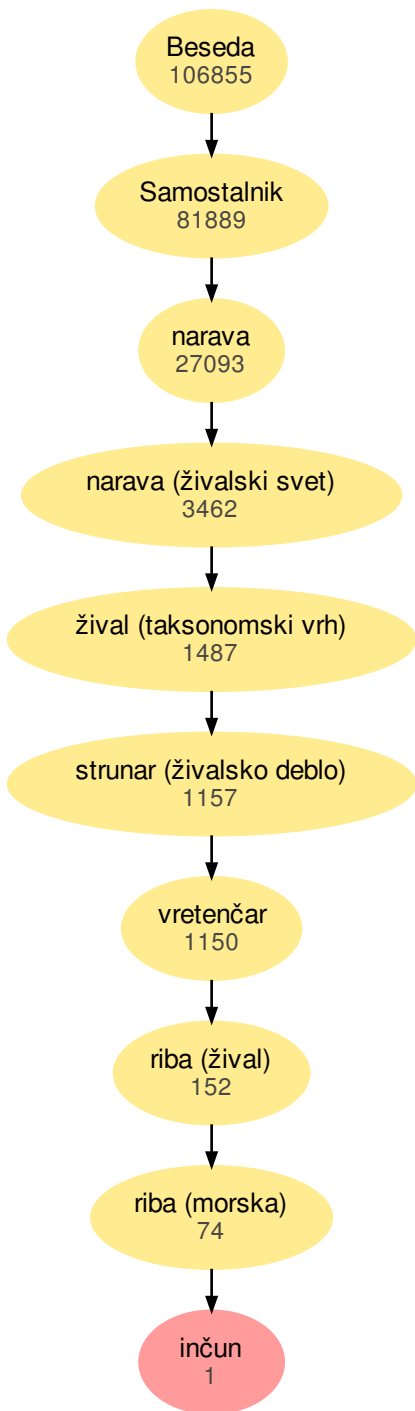 Beseda
106855
Samostalnik
81889
narava
27093
narava (živalski svet)
3462
žival (taksonomski vrh)
1487
strunar (živalsko deblo)
1157
vretenčar
1150
riba (žival)
152
riba (morska)
74
inčun
1